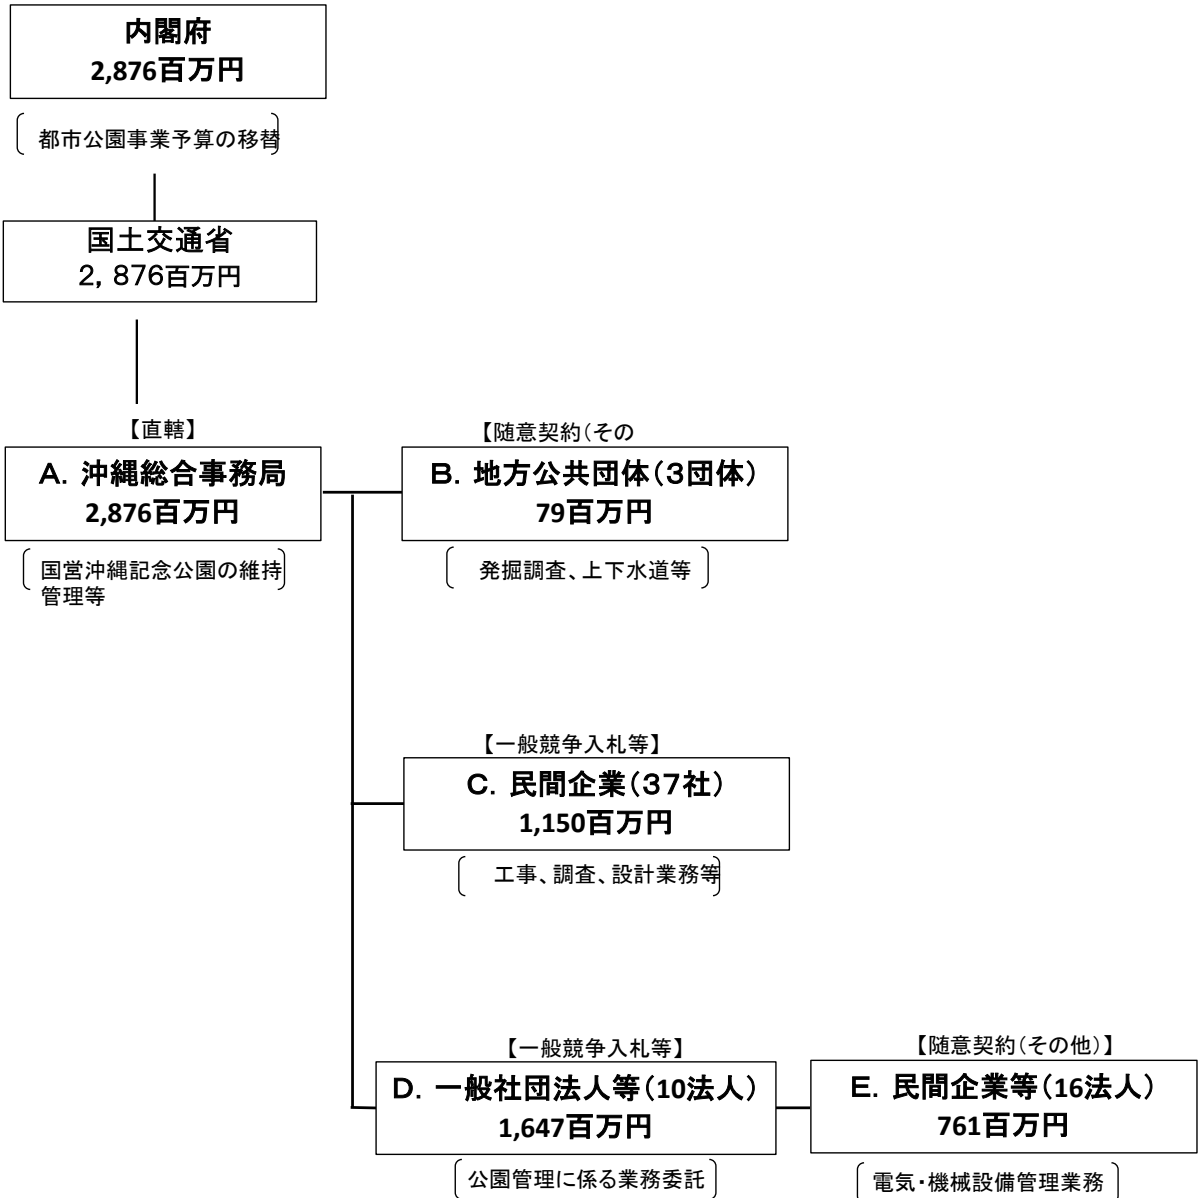 内閣府
2,876百万円
都市公園事業予算の移替
国土交通省
2，876百万円
【直轄】
A．沖縄総合事務局
2,876百万円
国営沖縄記念公園の維持
管理等
【随意契約（その
B．地方公共団体（3団体）
79百万円
発掘調査、上下水道等
【一般競争入札等】
C．民間企業（37社）
1,150百万円
工事、調査、設計業務等
【一般競争入札等】
D．一般社団法人等（10法人）
1,647百万円
公園管理に係る業務委託
【随意契約（その他）】
E．民間企業等（16法人）
761百万円
電気・機械設備管理業務